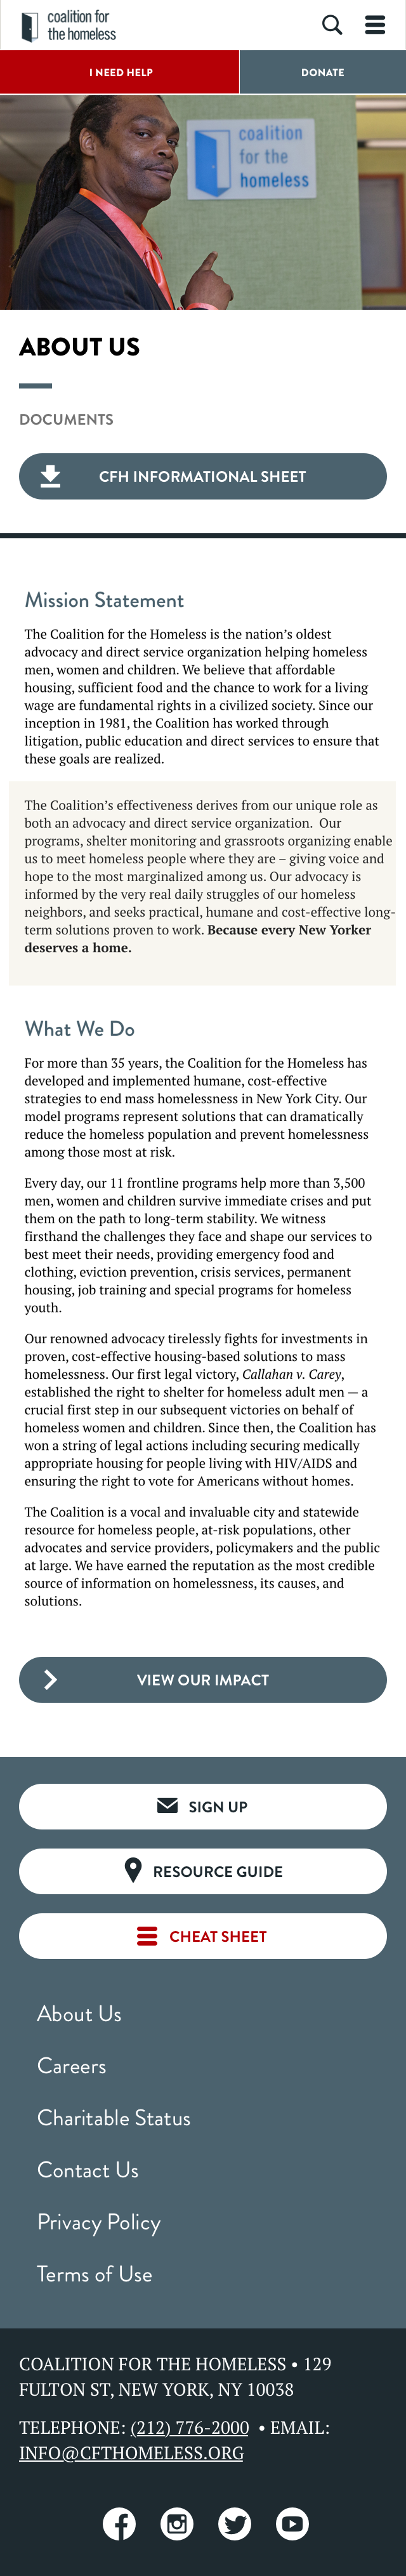 coalition for
the homeless
I NEED HELP
DONATE
coalition
for the
homeless
ABOUT US
DOCUMENTS
CFH INFORMATIONAL SHEET
Mission Statement
The Coalition for the Homeless is the nation’s oldest
advocacy and direct service organization helping homeless
men, women and children. We believe that affordable
housing, sufficient food and the chance to work for a living
wage are fundamental rights in a civilized society. Since our
inception in 1981, the Coalition has worked through
litigation, public education and direct services to ensure that
these goals are realized.
The Coalition’s effectiveness derives from our unique role as
both an advocacy and direct service organization.  Our
programs, shelter monitoring and grassroots organizing enable
us to meet homeless people where they are – giving voice and
hope to the most marginalized among us. Our advocacy is
informed by the very real daily struggles of our homeless
neighbors, and seeks practical, humane and cost-effective long-
term solutions proven to work. Because every New Yorker
deserves a home.
What We Do
For more than 35 years, the Coalition for the Homeless has
developed and implemented humane, cost-effective
strategies to end mass homelessness in New York City. Our
model programs represent solutions that can dramatically
reduce the homeless population and prevent homelessness
among those most at risk.
Every day, our 11 frontline programs help more than 3,500
men, women and children survive immediate crises and put
them on the path to long-term stability. We witness
firsthand the challenges they face and shape our services to
best meet their needs, providing emergency food and
clothing, eviction prevention, crisis services, permanent
housing, job training and special programs for homeless
youth.
Our renowned advocacy tirelessly fights for investments in
proven, cost-effective housing-based solutions to mass
homelessness. Our first legal victory, Callahan v. Carey,
established the right to shelter for homeless adult men — a
crucial first step in our subsequent victories on behalf of
homeless women and children. Since then, the Coalition has
won a string of legal actions including securing medically
appropriate housing for people living with HIV/AIDS and
ensuring the right to vote for Americans without homes.
The Coalition is a vocal and invaluable city and statewide
resource for homeless people, at-risk populations, other
advocates and service providers, policymakers and the public
at large. We have earned the reputation as the most credible
source of information on homelessness, its causes, and
solutions.
VIEW OUR IMPACT
SIGN UP
RESOURCE GUIDE
CHEAT SHEET
About Us
Careers
Charitable Status
Contact Us
Privacy Policy
Terms of Use
COALITION FOR THE HOMELESS • 129
FULTON ST, NEW YORK, NY 10038
TELEPHONE: (212) 776-2000  • EMAIL:
INFO@CFTHOMELESS.ORG